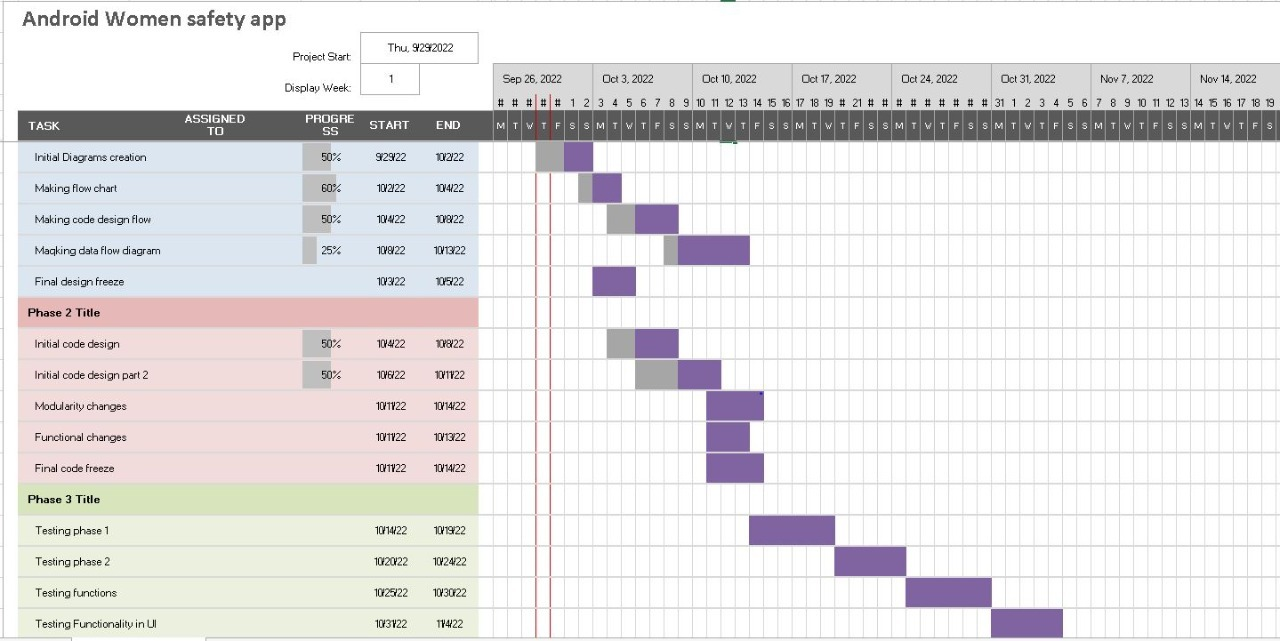 Android Women safety app
Project Start: Thu, 9/29/2022
Display Week: 1
Sep 26, 2022 Oct 3, 2022 Oct 10, 2022 Oct 17, 2022 Oct 24, 2022 Oct 31, 2022 Nov 7, 2022 Nov 14, 2022
# # # # # 1 2 3 4 5 6 7 8 9 10 11 12 13 14 15 16 17 18 19 # 21 # # # # # # # # # 31 1 2 3 4 5 6 7 8 9 10 11 12 13 14 15 16 17 18 19
TASK ASSIGNED TO PROGRE SS START END M T W T F S S M T W T F S S M T W T F S S M T W T F S S M T W T F S S M T W T F S S M T W T F S S M T W T F S
Initial Diagrams creation 50% 9/29/22 10/2/22
Making flow chart 60% 10/2/22 10/4/22
Making code design flow 50% 10/4/22 10/8/22
Maqking data flow diagram 25% 10/8/22 10/13/22
Final design freeze 10/3/22 10/5/22
Phase 2 Title
Initial code design 50% 10/4/22 10/8/22
Initial code design part 2 50% 10/6/22 10/11/22
Modularity changes 10/11/22 10/14/22
Functional changes 10/11/22 10/13/22
Final code freeze 10/11/22 10/14/22
Phase 3 Title
Testing phase 1 10/14/22 10/19/22
Testing phase 2 10/20/22 10/24/22
Testing functions 10/25/22 10/30/22
Testing Functionality in UI 10/31/22 11/4/22